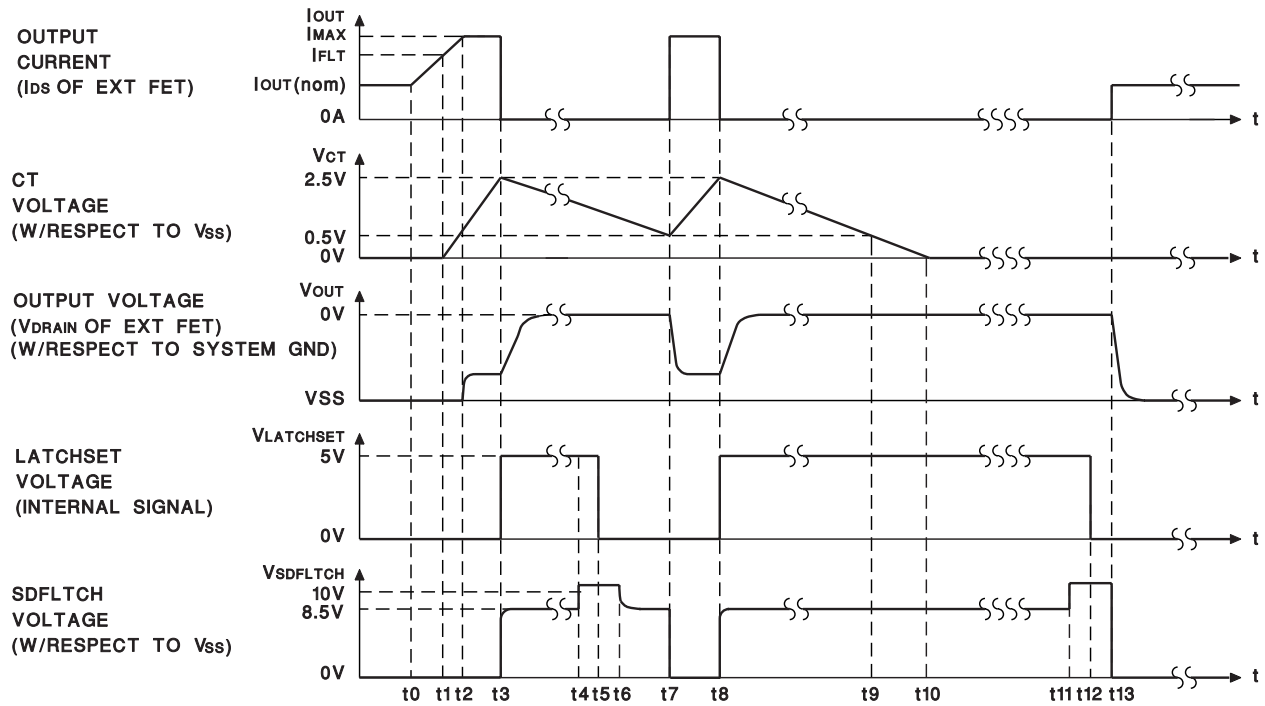 OUTPUT
CURRENT
(IDS OF EXT FET)
IOUT
IMAX
IFLT
IOUT(nom)
0A
t
CT
VOLTAGE
(W/RESPECT TO VSS)
VCT
2.5V
0.5V
0V
t
OUTPUT VOLTAGE
(VDRAIN OF EXT FET)
(W/RESPECT TO SYSTEM GND)
VOUT
0V
VSS
t
LATCHSET
VOLTAGE
(INTERNAL SIGNAL)
VLATCHSET
5V
0V
t
SDFLTCH
VOLTAGE
(W/RESPECT TO VSS)
VSDFLTCH
10V
8.5V
0V
t
t0 t1 t2 t3 t4 t5 t6 t7 t8 t9 t10 t11 t12 t13